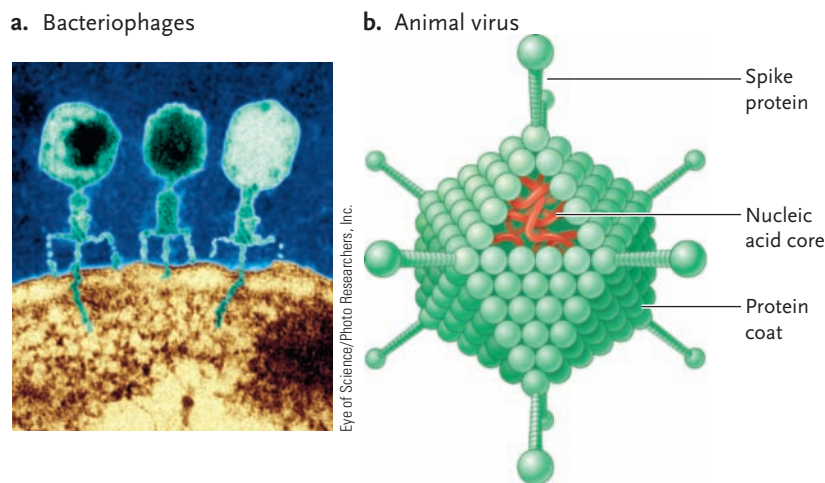 a. Bacteriophages
b. Animal virus
Eye of Science/Photo Researchers, Inc.
Spike
protein
Nucleic
acid core
Protein
coat